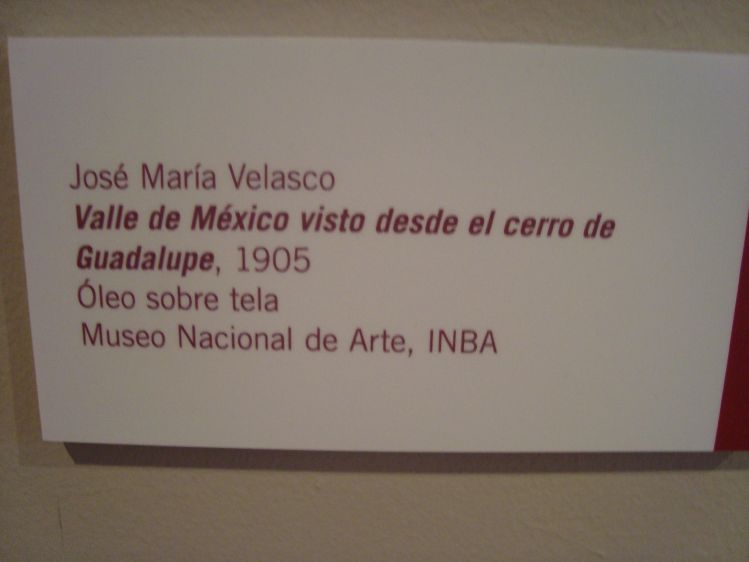 José María Velasco
Valle de México visto desde el cerro de
Guadalupe, 1905
Óleo sobre tela
Museo Nacional de Arte, INBA